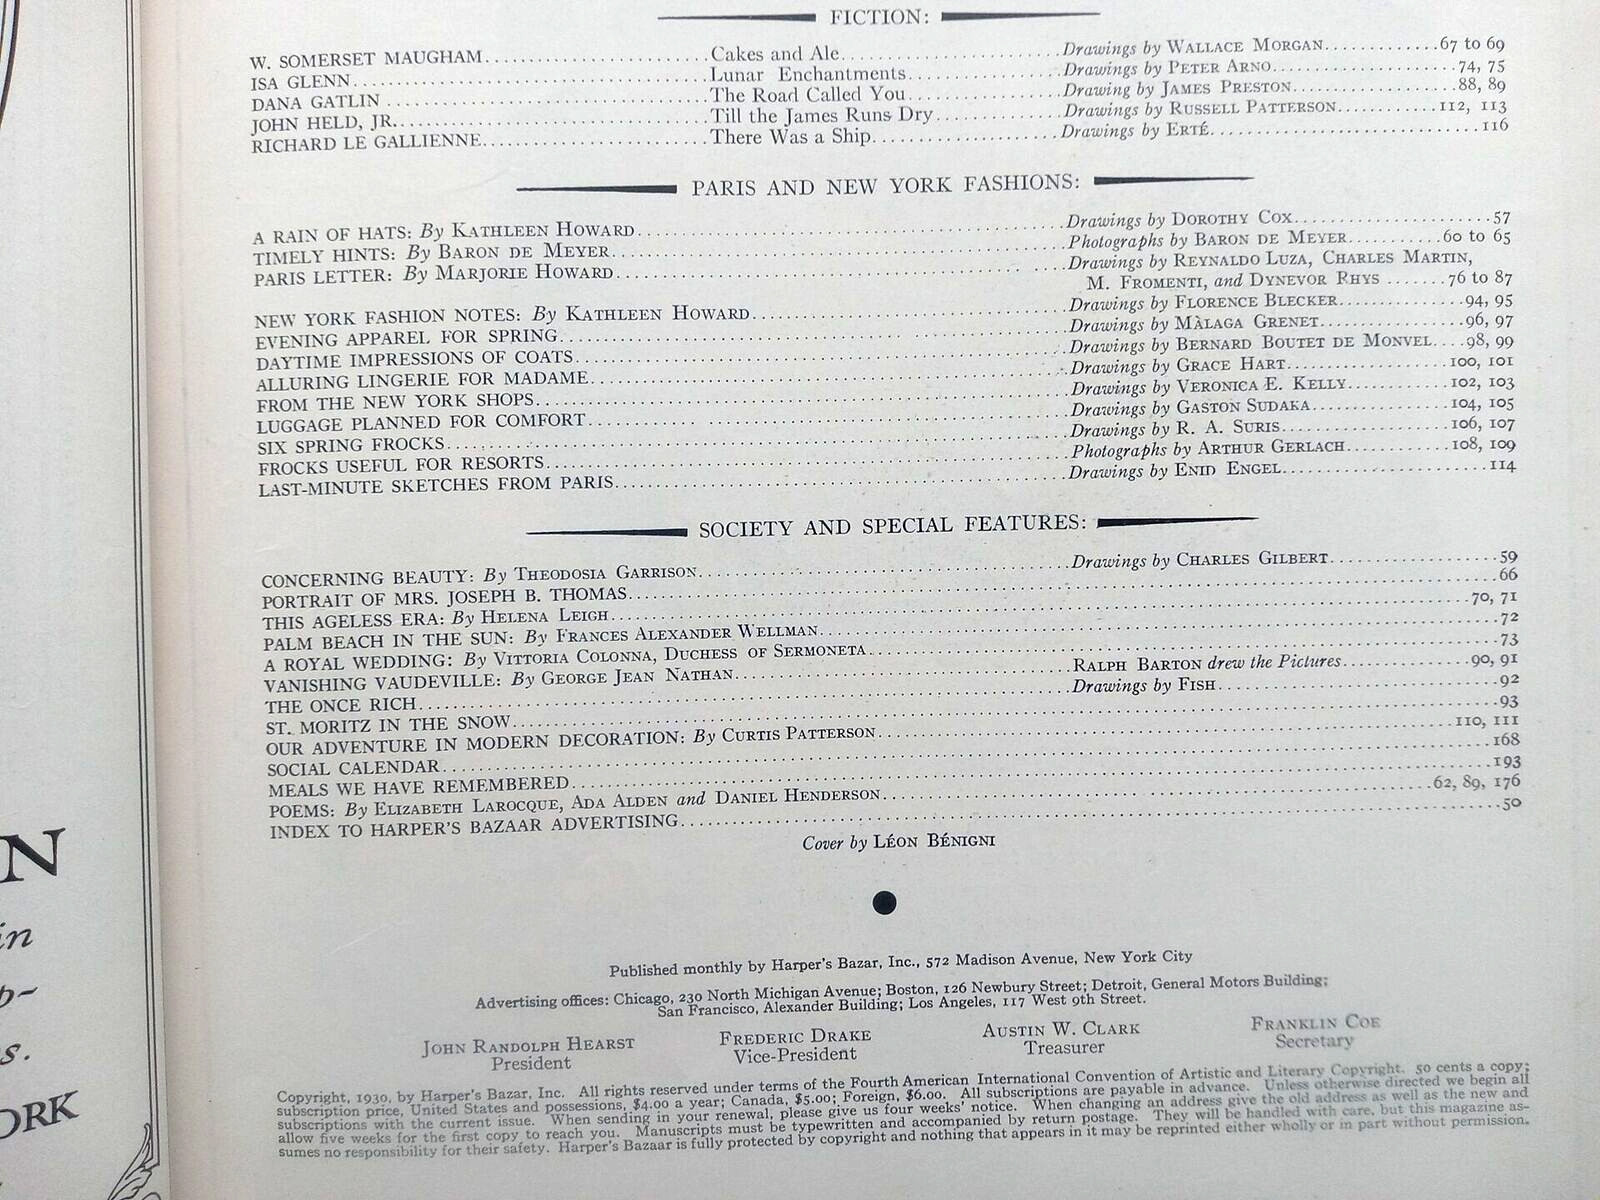 FICTION:
W. SOMERSET MAUGHAM........Cakes and Ale........Drawings by WALLACE MORGAN........67 to 69
ISA GLENN........Lunar Enchantments........Drawings by PETER ARNO........74, 75
DANA GATLIN........The Road Called You........Drawing by JAMES PRESTON........88, 89
JOHN HELD, JR.........Till the James Runs Dry........Drawings by RUSSELL PATTERSON........112, 113
RICHARD LE GALLIENNE........There Was a Ship........Drawings by ERTÉ........116
PARIS AND NEW YORK FASHIONS:
A RAIN OF HATS: By KATHLEEN HOWARD........Drawings by DOROTHY COX........57
TIMELY HINTS: By BARON DE MEYER........Photographs by BARON DE MEYER........60 to 65
PARIS LETTER: By MARJORIE HOWARD........Drawings by REYNALDO LUZA, CHARLES MARTIN,
M. FROMENTI, and DYNEVOR RHYS........76 to 87
NEW YORK FASHION NOTES: By KATHLEEN HOWARD........Drawings by FLORENCE BLECKER........94, 95
EVENING APPAREL FOR SPRING........Drawings by MÀLAGA GRENET........96, 97
DAYTIME IMPRESSIONS OF COATS........Drawings by BERNARD BOUTET DE MONVEL....98, 99
ALLURING LINGERIE FOR MADAME........Drawings by GRACE HART........100, 101
FROM THE NEW YORK SHOPS........Drawings by VERONICA E. KELLY........102, 103
LUGGAGE PLANNED FOR COMFORT........Drawings by GASTON SUDAKA........104, 105
SIX SPRING FROCKS........Drawings by R. A. SURIS........106, 107
FROCKS USEFUL FOR RESORTS........Photographs by ARTHUR GERLACH........108, 109
LAST-MINUTE SKETCHES FROM PARIS........Drawings by ENID ENGEL........114
SOCIETY AND SPECIAL FEATURES:
CONCERNING BEAUTY: By THEODOSIA GARRISON........Drawings by CHARLES GILBERT........59
PORTRAIT OF MRS. JOSEPH B. THOMAS........66
THIS AGELESS ERA: By HELENA LEIGH........70, 71
PALM BEACH IN THE SUN: By FRANCES ALEXANDER WELLMAN........72
A ROYAL WEDDING: By VITTORIA COLONNA, DUCHESS OF SERMONETA........73
VANISHING VAUDEVILLE: By GEORGE JEAN NATHAN........RALPH BARTON drew the Pictures........90, 91
THE ONCE RICH........Drawings by FISH........92
ST. MORITZ IN THE SNOW........93
OUR ADVENTURE IN MODERN DECORATION: By CURTIS PATTERSON........110, 111
SOCIAL CALENDAR........168
MEALS WE HAVE REMEMBERED........193
POEMS: By ELIZABETH LAROCQUE, ADA ALDEN and DANIEL HENDERSON........62, 89, 176
INDEX TO HARPER'S BAZAAR ADVERTISING........50
Cover by LÉON BÉNIGNI
Published monthly by Harper's Bazar, Inc., 572 Madison Avenue, New York City
Advertising offices: Chicago, 230 North Michigan Avenue; Boston, 126 Newbury Street; Detroit, General Motors Building;
San Francisco, Alexander Building; Los Angeles, 117 West 9th Street.
JOHN RANDOLPH HEARST FREDERIC DRAKE AUSTIN W. CLARK FRANKLIN COE
President Vice-President Treasurer Secretary
Copyright, 1930, by Harper's Bazar, Inc. All rights reserved under terms of the Fourth American International Convention of Artistic and Literary Copyright. 50 cents a copy;
subscription price, United States and possessions, $4.00 a year; Canada, $5.00; Foreign, $6.00. All subscriptions are payable in advance. Unless otherwise directed we begin all
subscriptions with the current issue. When sending in your renewal, please give us four weeks' notice. When changing an address give the old address as well as the new and
allow five weeks for the first copy to reach you. Manuscripts must be typewritten and accompanied by return postage. They will be handled with care, but this magazine as-
sumes no responsibility for their safety. Harper's Bazaar is fully protected by copyright and nothing that appears in it may be reprinted either wholly or in part without permission.
N
in
p-
s.
ORK